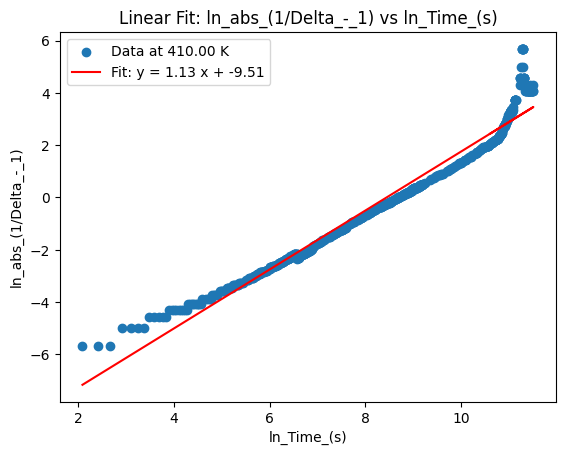 Linear Fit: ln_abs_(1/Delta_-_1) vs ln_Time_(s)
Data at 410.00 K
Fit: y = 1.13 x + -9.51
ln_abs_(1/Delta_-_1)
6
4
2
0
−2
−4
−6
2
4
6
8
10
ln_Time_(s)